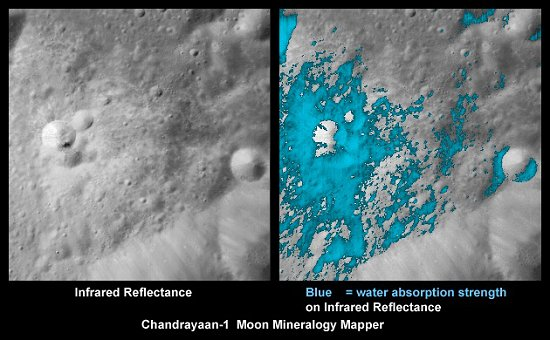 Infrared Reflectance
Blue = water absorption strength
on Infrared Reflectance
Chandrayaan-1 Moon Mineralogy Mapper